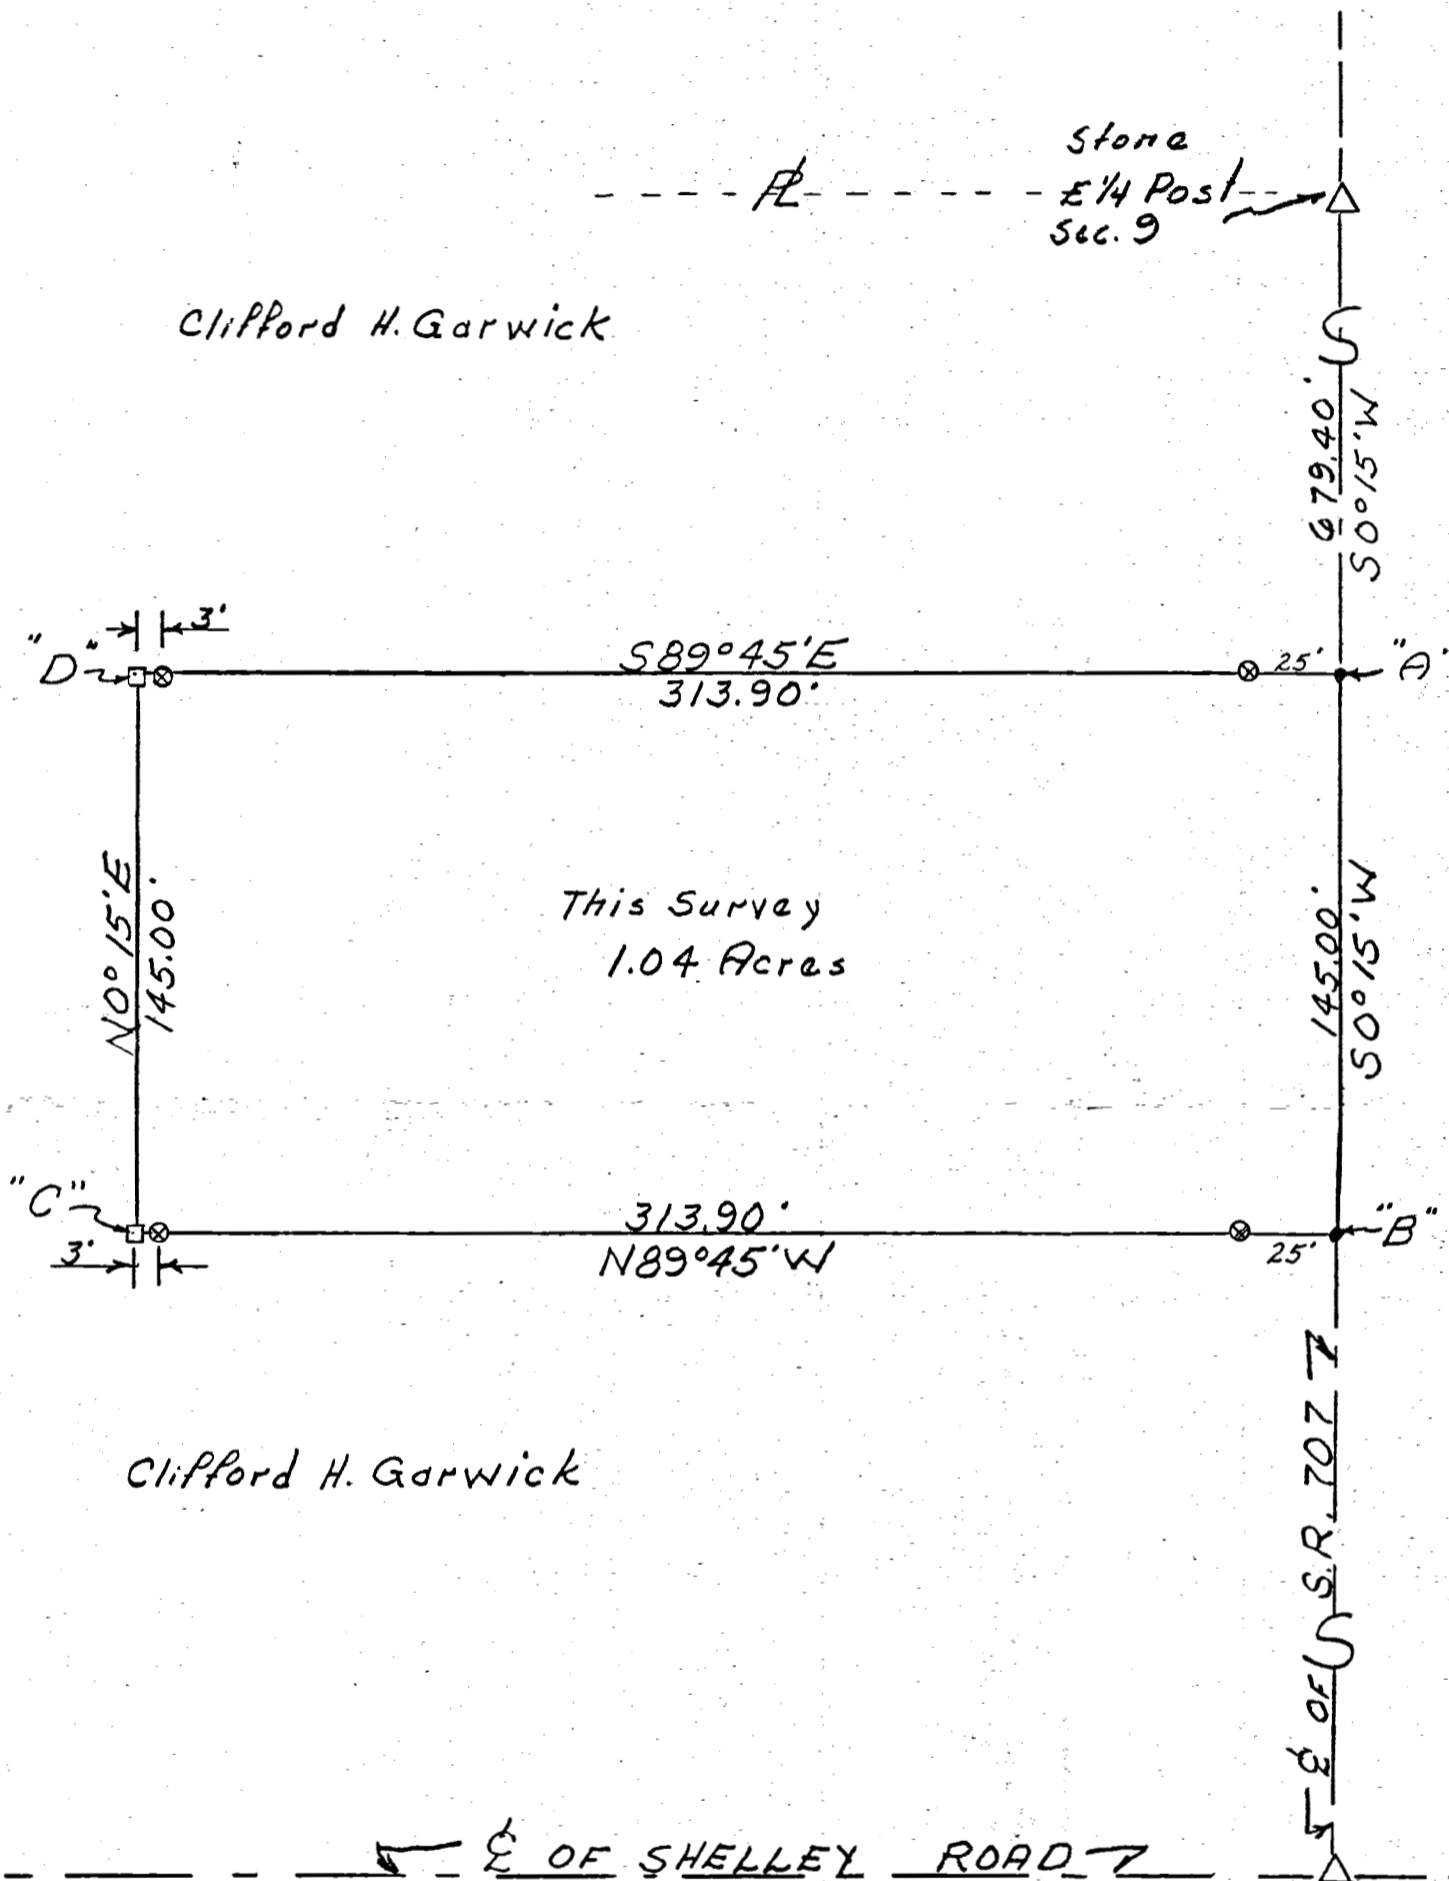 Stone
℄ E 1/4 Post
Sec. 9
Clifford H. Garwick
679.40'
S0°15'W
3'
"D"
S89°45'E
313.90'
25'
"A"
N0°15'E
145.00'
This Survey
1.04 Acres
145.00'
S0°15'W
"C"
3'
313.90'
N89°45'W
25'
"B"
Clifford H. Garwick
℄ OF S.R. 707
℄ OF SHELLEY ROAD